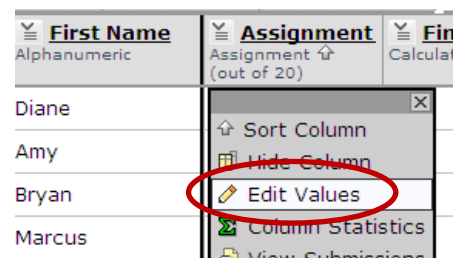 First Name
Alphanumeric
Assignment
Assignment
(out of 20)
Fin
Calculat
Diane
Amy
Bryan
Marcus
Sort Column
Hide Column
Edit Values
Column Statistics
View Submissions